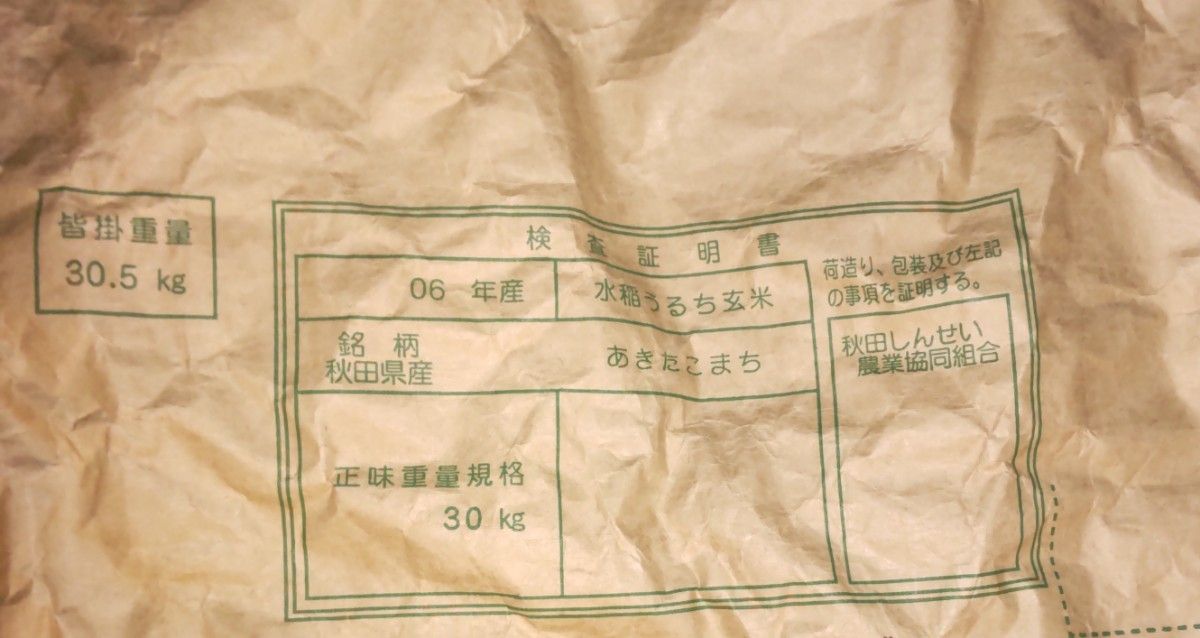 皆掛重量
30.5 kg
検査証明書
06 年産
水稲うるち玄米
銘柄
秋田県産
あきたこまち
正味重量規格
30 kg
荷造り、包装及び左記
の事項を証明する。
秋田しんせい
農業協同組合